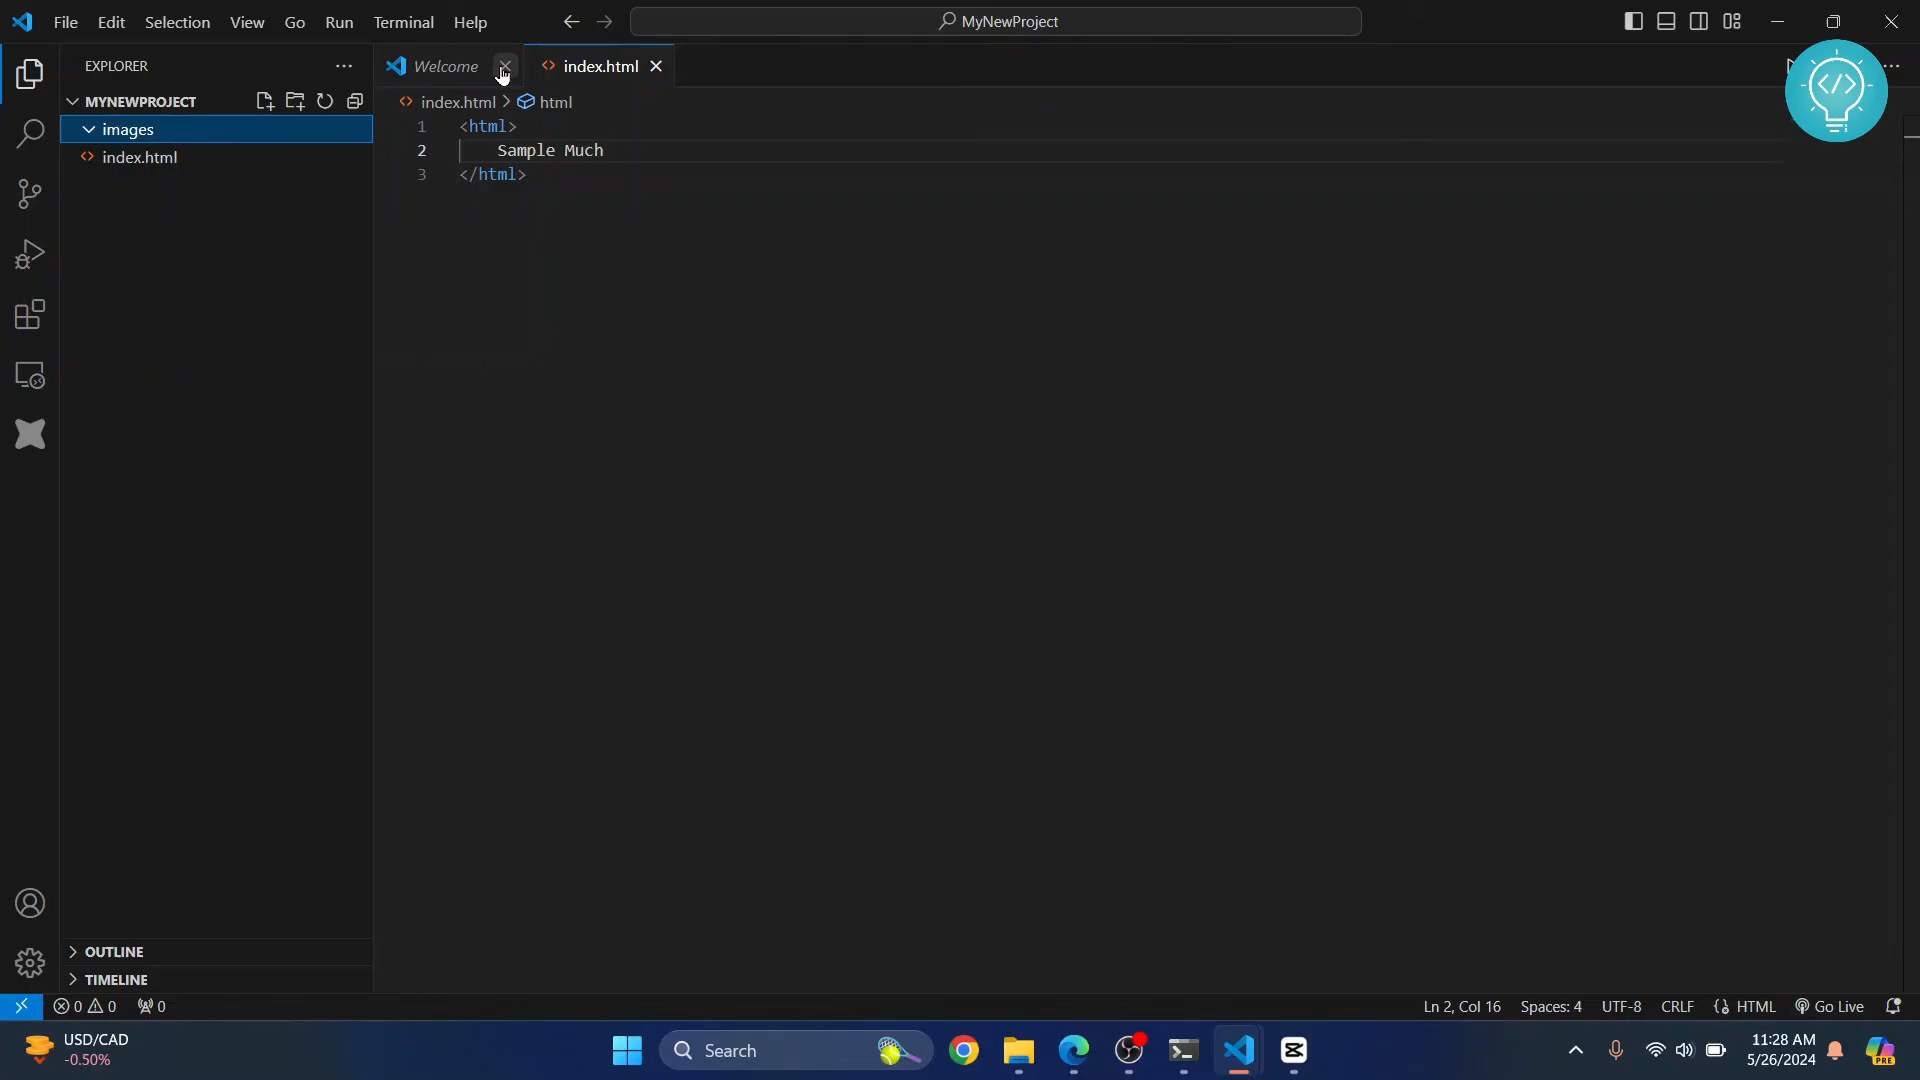 File Edit Selection View Go Run Terminal Help MyNewProject
EXPLORER
Welcome index.html
MYNEWPROJECT
index.html > html
images
index.html
1 <html>
2 Sample Much
3 </html>
OUTLINE
TIMELINE
0 0 0 Ln 2, Col 16 Spaces: 4 UTF-8 CRLF HTML Go Live
USD/CAD
-0.50%
Search
11:28 AM
5/26/2024
PRE